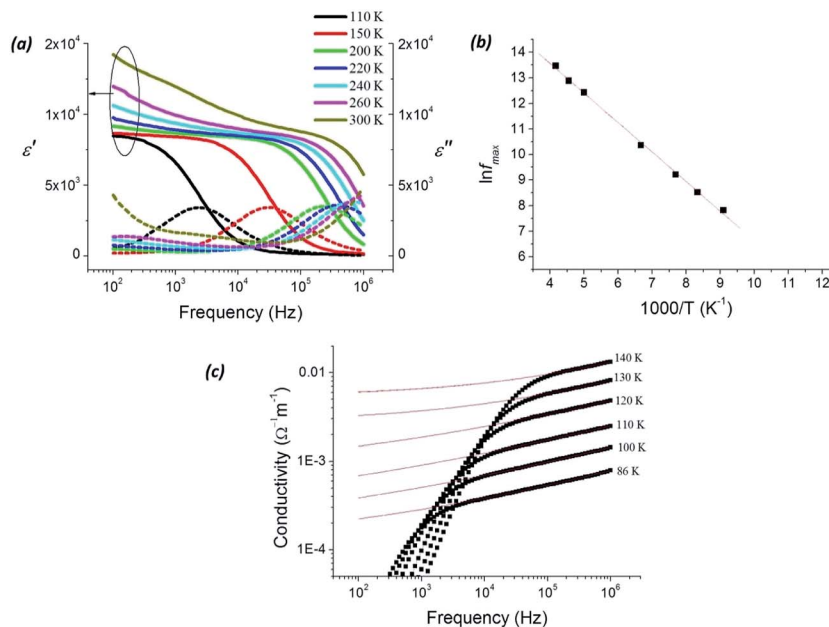 (a)
2x10⁴
1x10⁴
5x10³
0
ε'
10² 10³ 10⁴ 10⁵ 10⁶
Frequency (Hz)
2x10⁴
1x10⁴
5x10³
0
ε''
110 K
150 K
200 K
220 K
240 K
260 K
300 K
(b)
14
13
12
11
10
9
8
7
6
lnf_max
4 5 6 7 8 9 10 11 12
1000/T (K⁻¹)
(c)
0.01
1E-3
1E-4
Conductivity (Ω⁻¹m⁻¹)
140 K
130 K
120 K
110 K
100 K
86 K
10² 10³ 10⁴ 10⁵ 10⁶
Frequency (Hz)